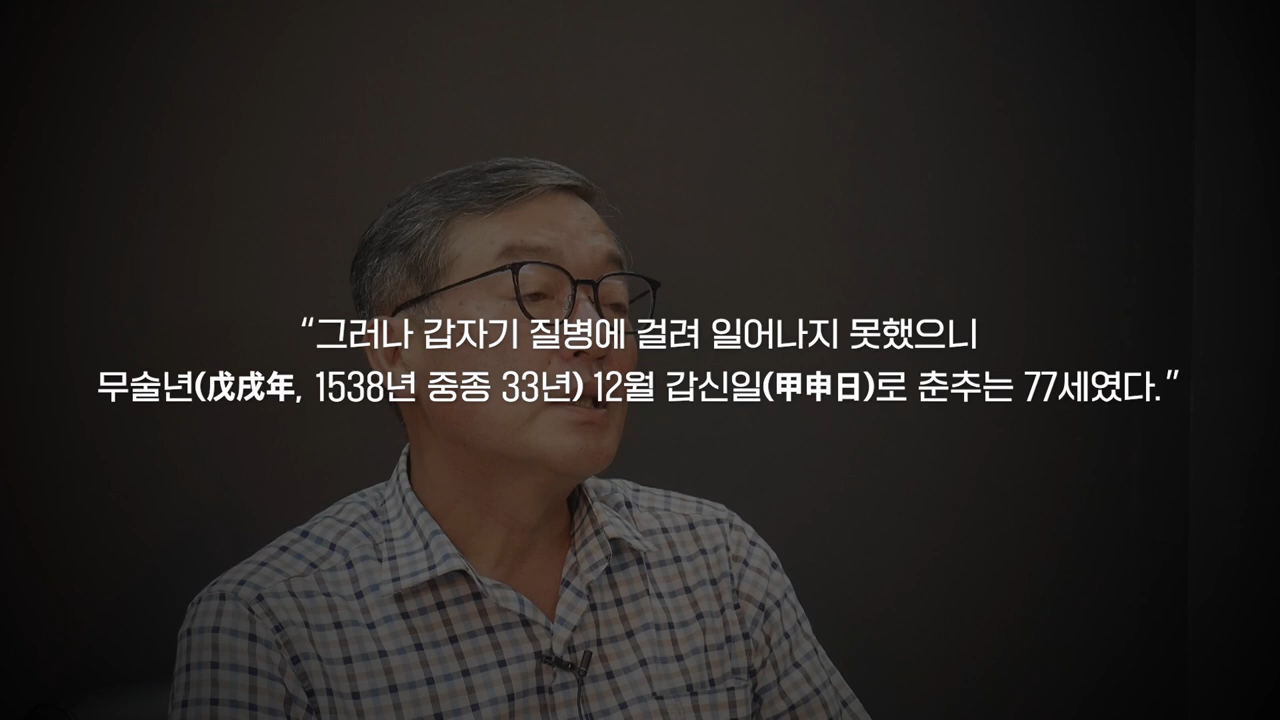 “그러나 갑자기 질병에 걸려 일어나지 못했으니
무술년(戊戌年, 1538년 중종 33년) 12월 갑신일(甲申日)로 춘추는 77세였다.”